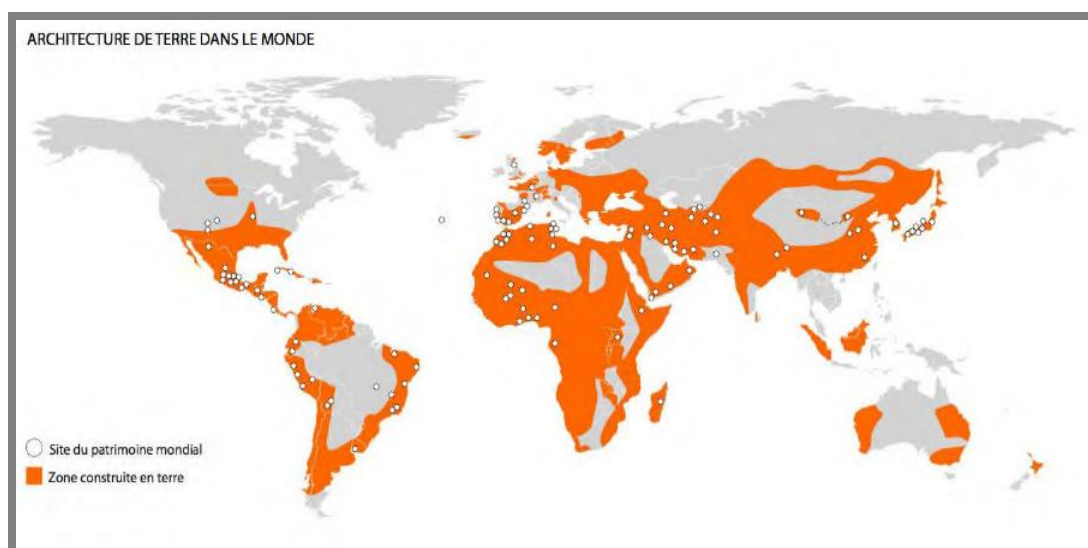 ARCHITECTURE DE TERRE DANS LE MONDE
Site du patrimoine mondial
Zone construite en terre